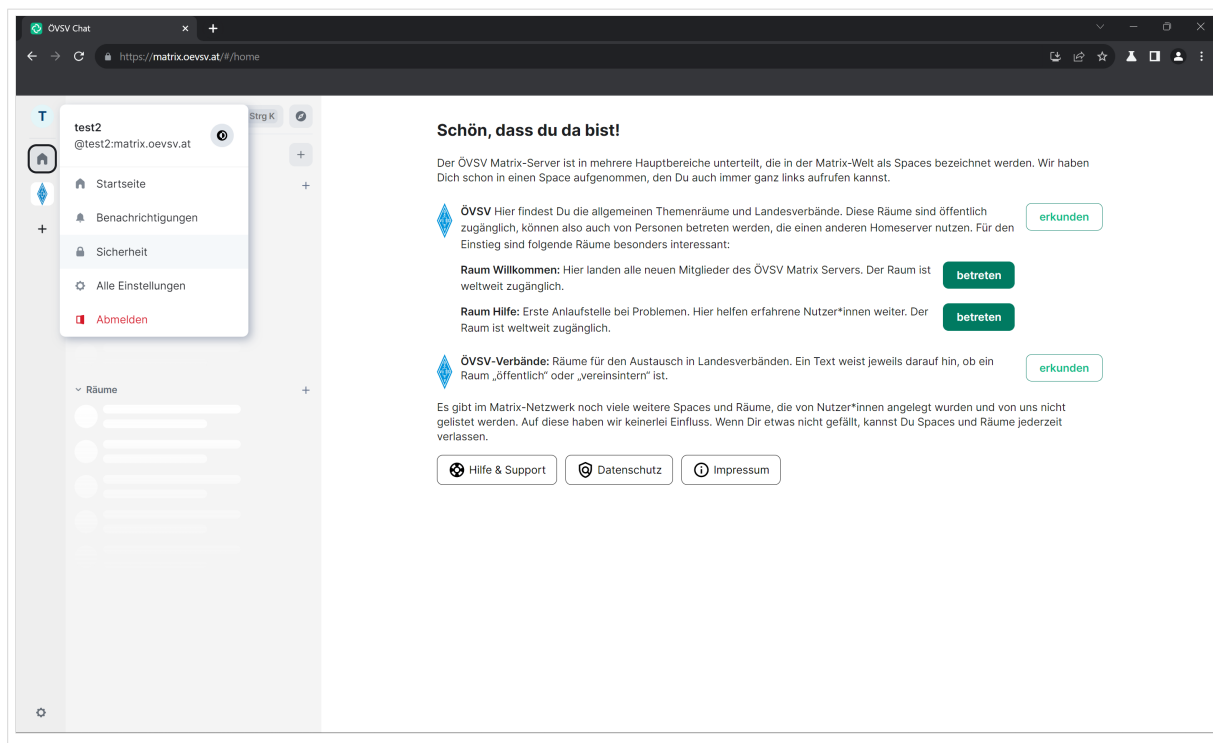 ÖVSV Chat
https://matrix.oevsv.at/#/home
T
Strg K
test2
@test2:matrix.oevsv.at
Startseite
Benachrichtigungen
Sicherheit
Alle Einstellungen
Abmelden
Räume
Schön, dass du da bist!
Der ÖVSV Matrix-Server ist in mehrere Hauptbereiche unterteilt, die in der Matrix-Welt als Spaces bezeichnet werden. Wir haben
Dich schon in einen Space aufgenommen, den Du auch immer ganz links aufrufen kannst.
ÖVSV Hier findest Du die allgemeinen Themenräume und Landesverbände. Diese Räume sind öffentlich
zugänglich, können also auch von Personen betreten werden, die einen anderen Homeserver nutzen. Für den
Einstieg sind folgende Räume besonders interessant:
erkunden
Raum Willkommen: Hier landen alle neuen Mitglieder des ÖVSV Matrix Servers. Der Raum ist
weltweit zugänglich.
betreten
Raum Hilfe: Erste Anlaufstelle bei Problemen. Hier helfen erfahrene Nutzer*innen weiter. Der
Raum ist weltweit zugänglich.
betreten
ÖVSV-Verbände: Räume für den Austausch in Landesverbänden. Ein Text weist jeweils darauf hin, ob ein
Raum „öffentlich“ oder „vereinsintern“ ist.
erkunden
Es gibt im Matrix-Netzwerk noch viele weitere Spaces und Räume, die von Nutzer*innen angelegt wurden und von uns nicht
gelistet werden. Auf diese haben wir keinerlei Einfluss. Wenn Dir etwas nicht gefällt, kannst Du Spaces und Räume jederzeit
verlassen.
Hilfe & Support
Datenschutz
Impressum